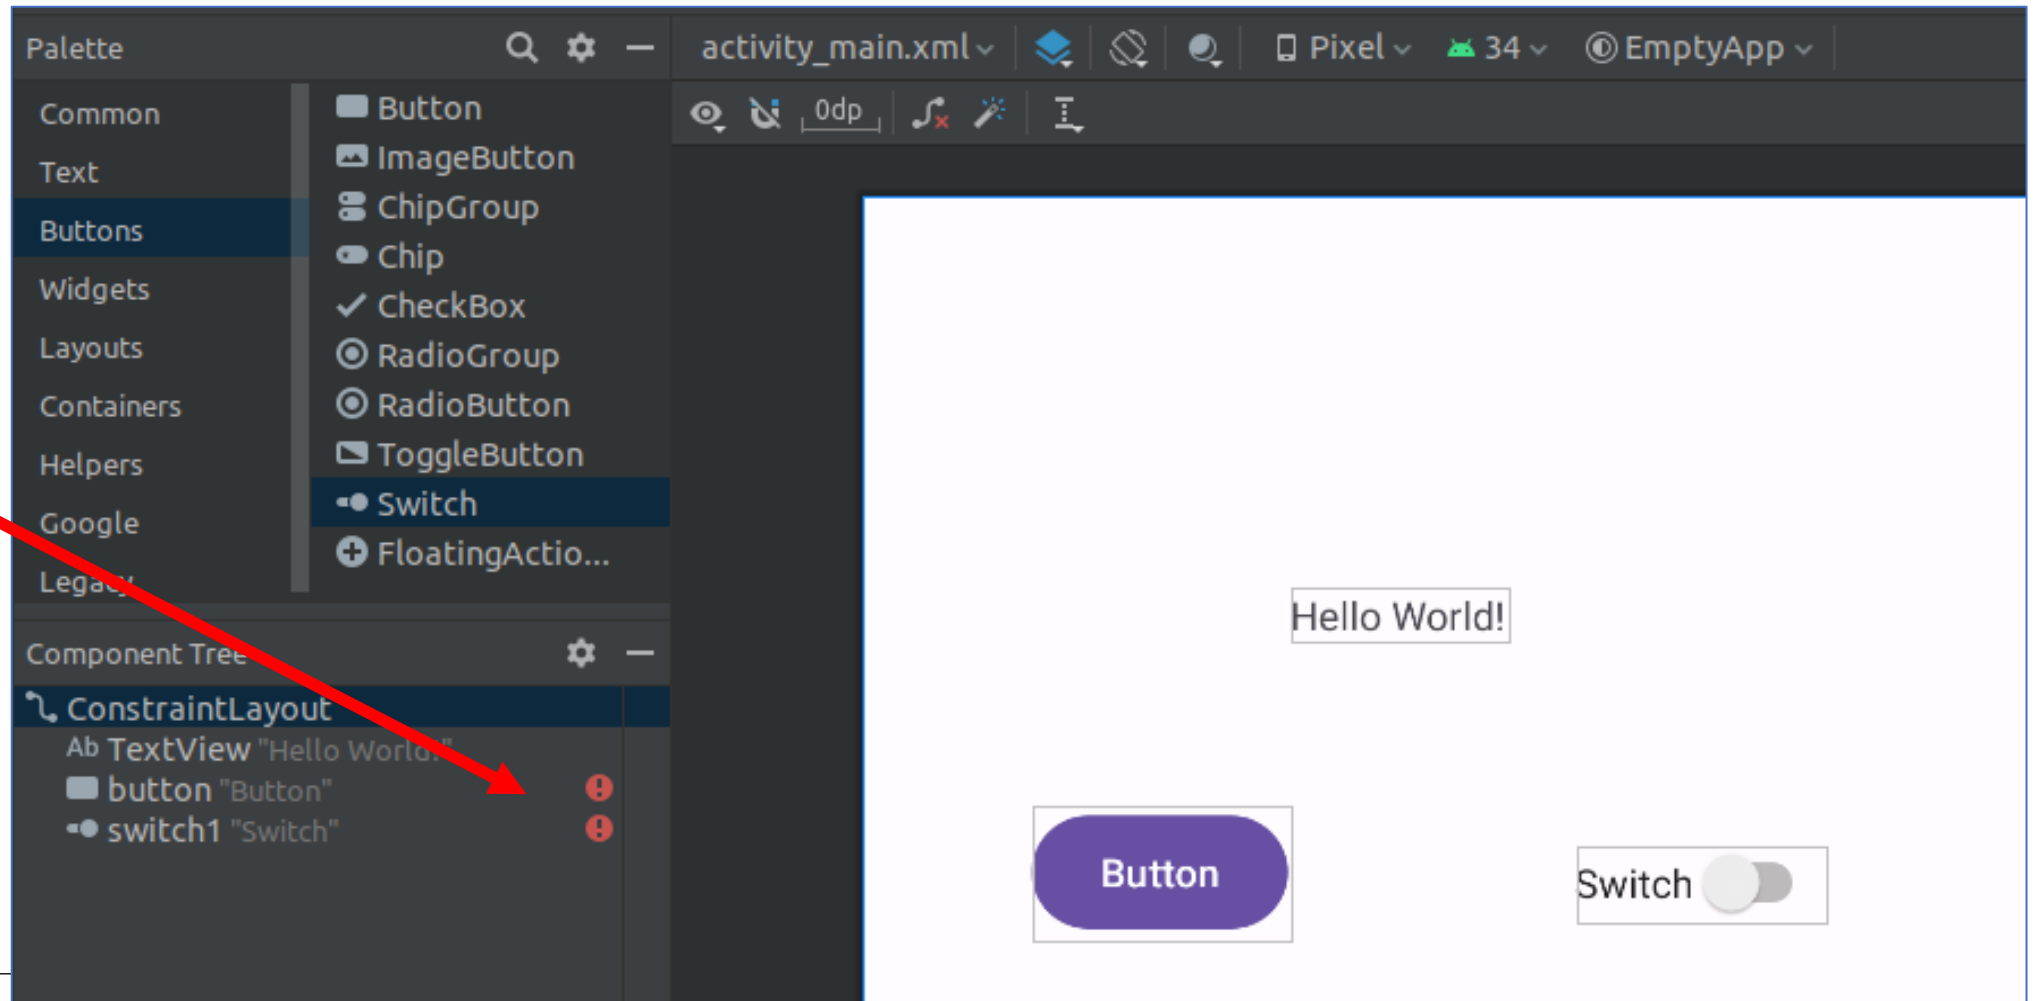 Palette
activity_main.xml
Pixel
34
EmptyApp
0dp
Common
Text
Buttons
Widgets
Layouts
Containers
Helpers
Google
Legacy
Button
ImageButton
ChipGroup
Chip
CheckBox
RadioGroup
RadioButton
ToggleButton
Switch
FloatingActio...
Component Tree
ConstraintLayout
Ab TextView "Hello World!"
button "Button"
switch1 "Switch"
Hello World!
Button
Switch